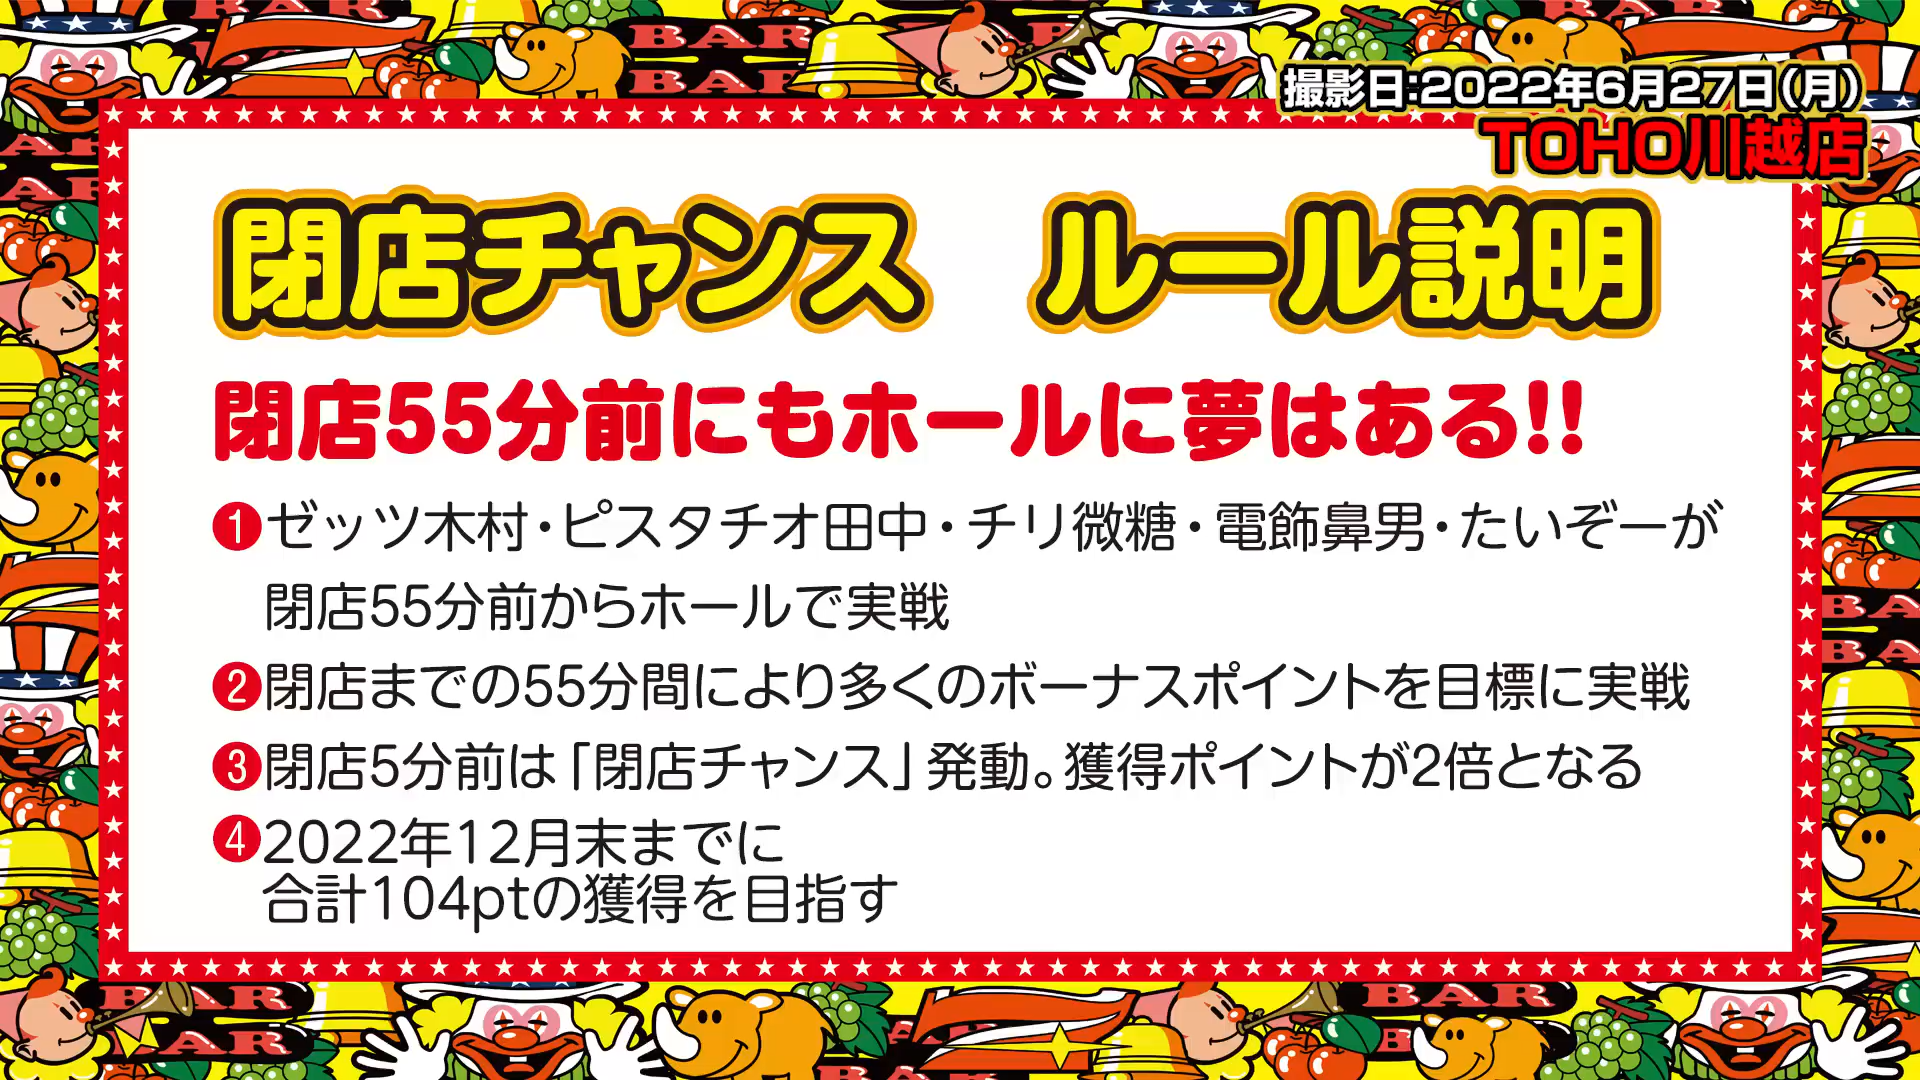 撮影日:2022年6月27日(月)
TOHO川越店
閉店チャンス ルール説明
閉店55分前にもホールに夢はある!!
❶ゼッツ木村・ピスタチオ田中・チリ微糖・電飾鼻男・たいぞーが
閉店55分前からホールで実戦
❷閉店までの55分間により多くのボーナスポイントを目標に実戦
❸閉店5分前は「閉店チャンス」発動。獲得ポイントが2倍となる
❹2022年12月末までに
合計104ptの獲得を目指す
BAR
BAR
BAR
BAR
BAR
BAR
BAR